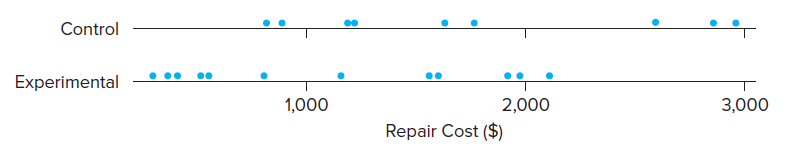 Control
Experimental
1,000 2,000 3,000
Repair Cost ($)